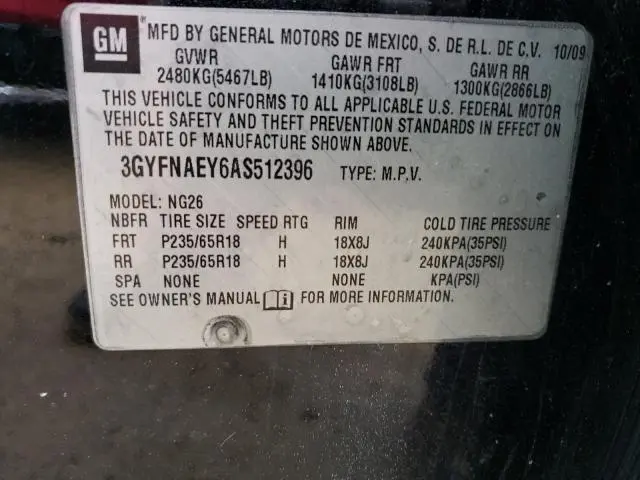 GM
MFD BY GENERAL MOTORS DE MEXICO, S. DE R.L. DE C.V. 10/09
GVWR GAWR FRT GAWR RR
2480KG(5467LB) 1410KG(3108LB) 1300KG(2866LB)
THIS VEHICLE CONFORMS TO ALL APPLICABLE U.S. FEDERAL MOTOR
VEHICLE SAFETY AND THEFT PREVENTION STANDARDS IN EFFECT ON
THE DATE OF MANUFACTURE SHOWN ABOVE.
3GYFNAEY6AS512396 TYPE: M.P.V.
MODEL: NG26
NBFR TIRE SIZE SPEED RTG RIM COLD TIRE PRESSURE
FRT P235/65R18 H 18X8J 240KPA(35PSI)
RR P235/65R18 H 18X8J 240KPA(35PSI)
SPA NONE NONE KPA(PSI)
SEE OWNER'S MANUAL i FOR MORE INFORMATION.